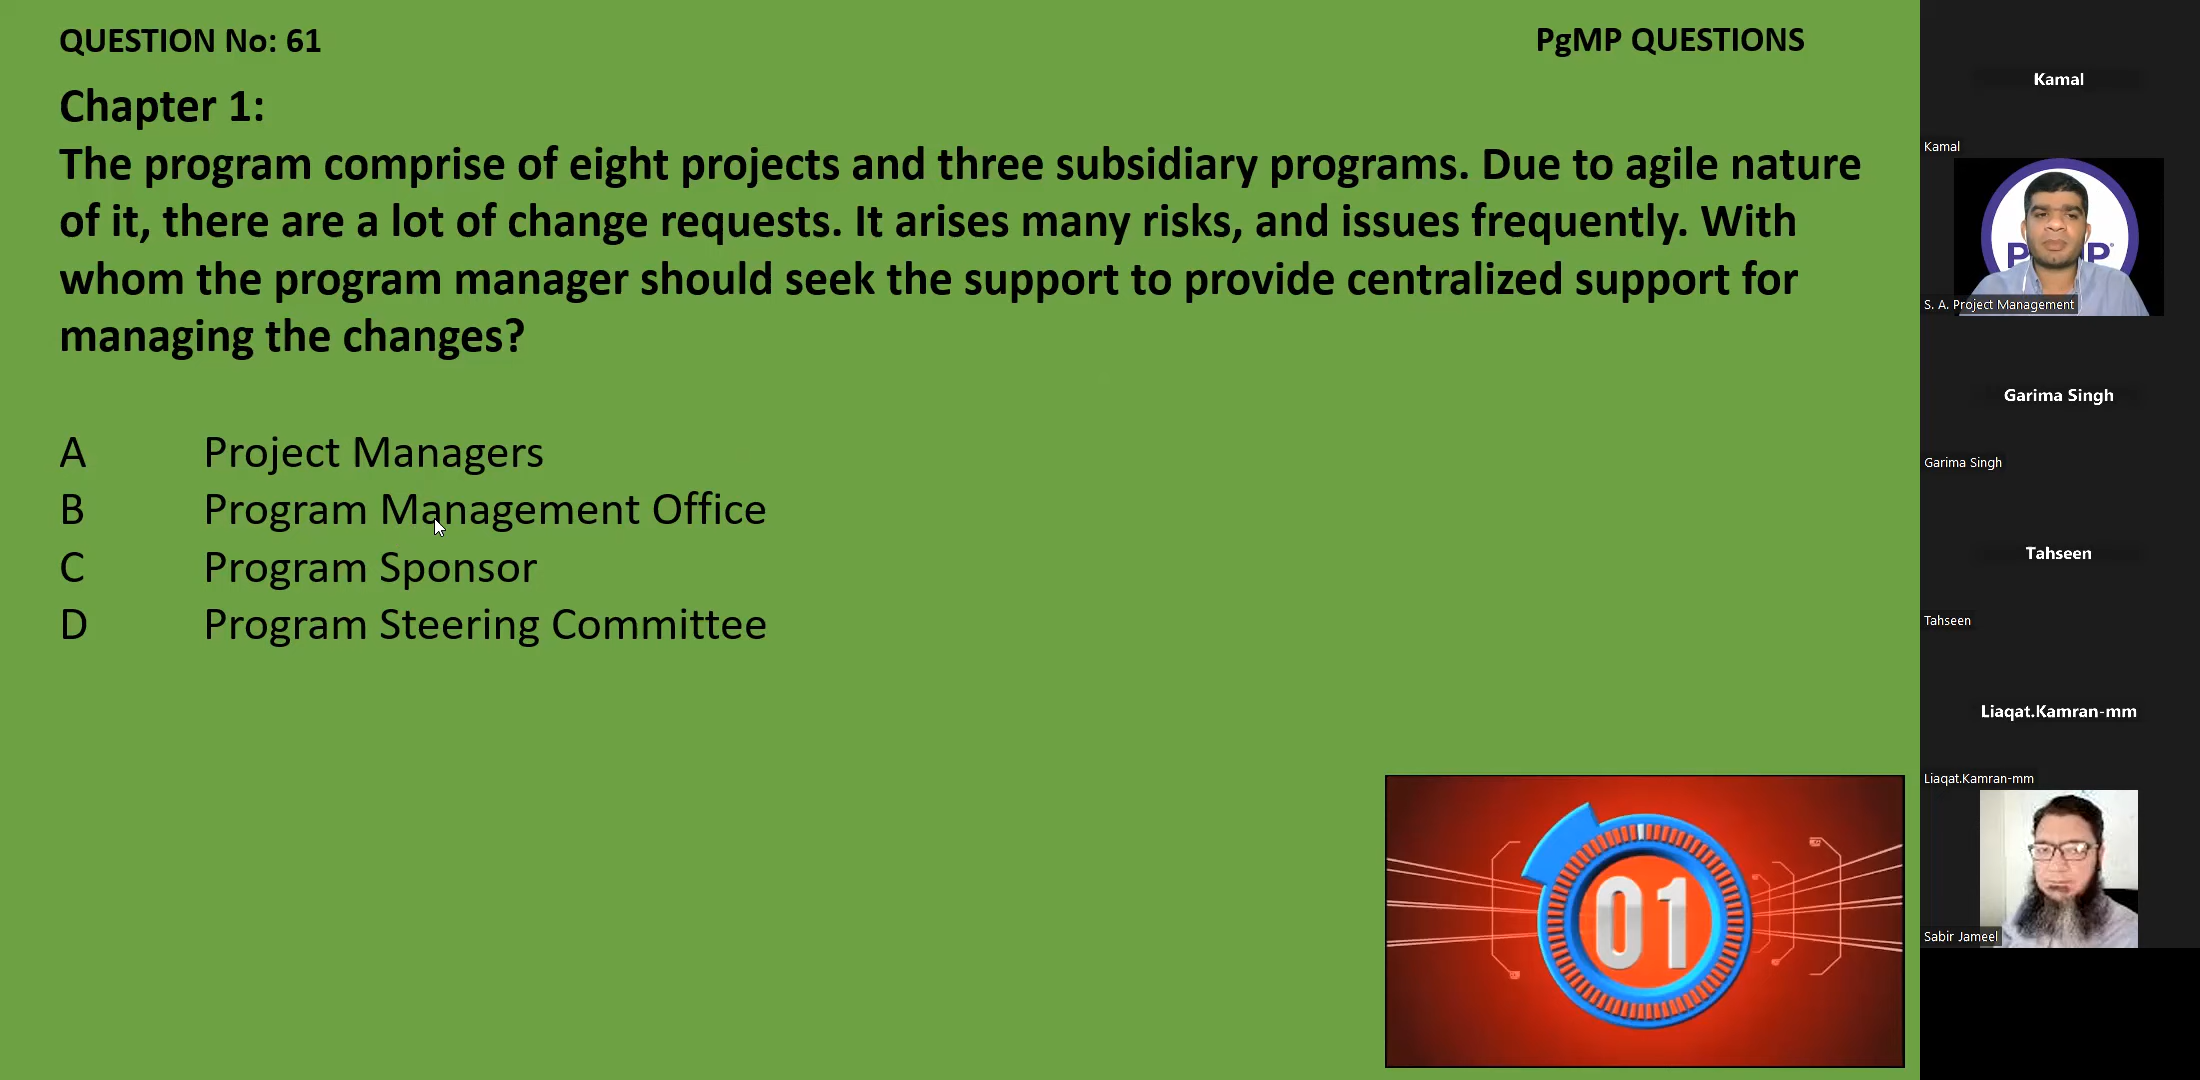 QUESTION No: 61
PgMP QUESTIONS
Chapter 1:
The program comprise of eight projects and three subsidiary programs. Due to agile nature
of it, there are a lot of change requests. It arises many risks, and issues frequently. With
whom the program manager should seek the support to provide centralized support for
managing the changes?
A Project Managers
B Program Management Office
C Program Sponsor
D Program Steering Committee
01
Kamal
Kamal
S. A. Project Management
Garima Singh
Garima Singh
Tahseen
Tahseen
Liaqat.Kamran-mm
Liaqat.Kamran-mm
Sabir Jameel